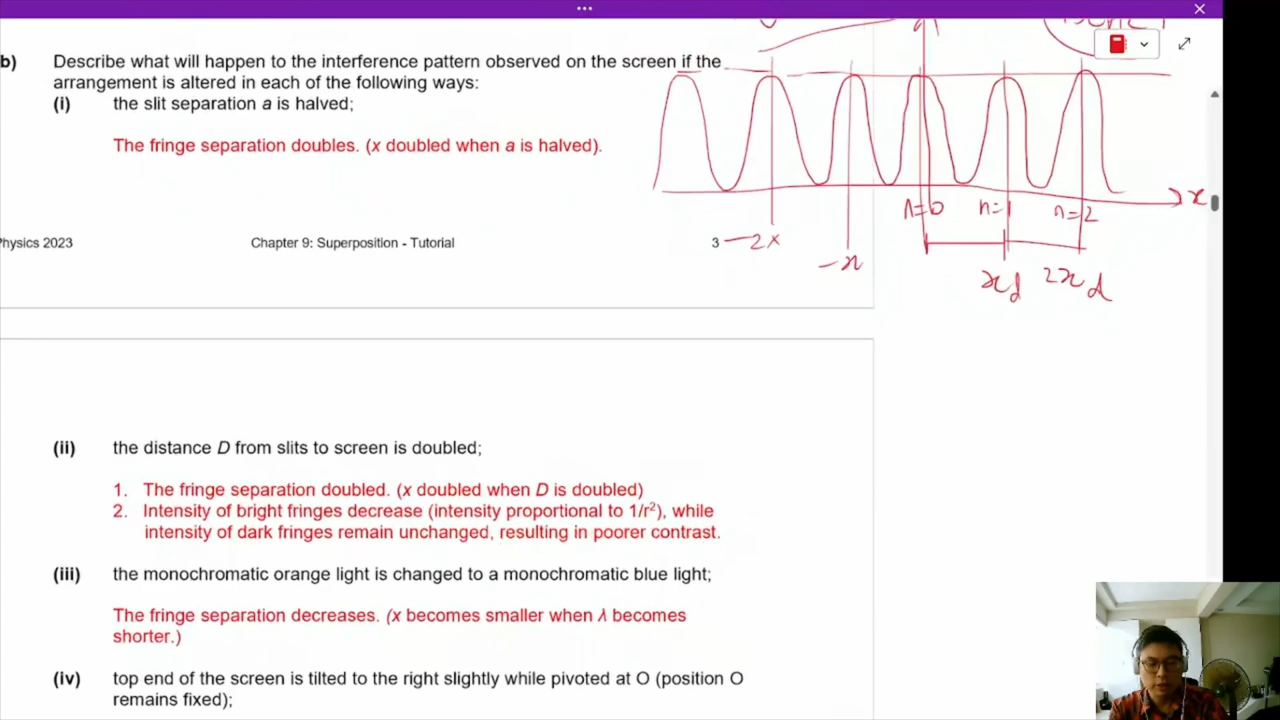 b) Describe what will happen to the interference pattern observed on the screen if the
arrangement is altered in each of the following ways:
(i) the slit separation a is halved;
The fringe separation doubles. (x doubled when a is halved).
x
n=0 n=1 n=2
Physics 2023 Chapter 9: Superposition - Tutorial 3
-2x
-x
xd 2xd
(ii) the distance D from slits to screen is doubled;
1. The fringe separation doubled. (x doubled when D is doubled)
2. Intensity of bright fringes decrease (intensity proportional to 1/r²), while
intensity of dark fringes remain unchanged, resulting in poorer contrast.
(iii) the monochromatic orange light is changed to a monochromatic blue light;
The fringe separation decreases. (x becomes smaller when λ becomes
shorter.)
(iv) top end of the screen is tilted to the right slightly while pivoted at O (position O
remains fixed);